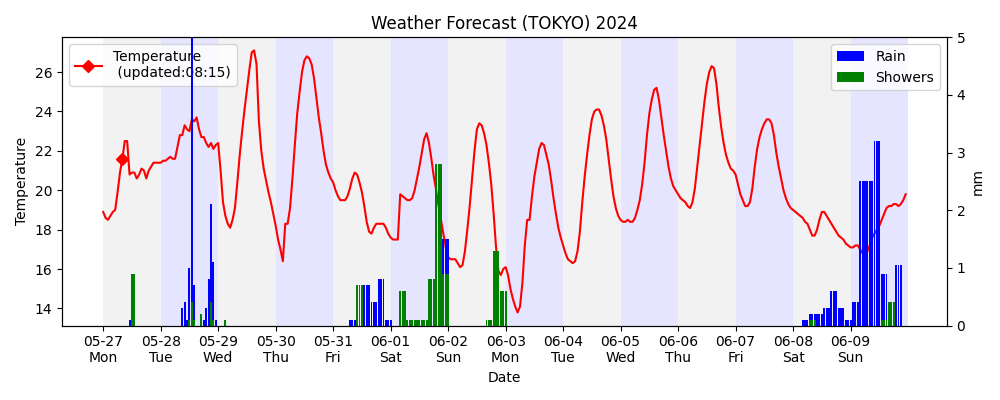 Weather Forecast (TOKYO) 2024
Temperature
(updated:08:15)
Rain
Showers
Temperature
26
24
22
20
18
16
14
5
4
3
2
1
0
mm
05-27 05-28 05-29 05-30 05-31 06-01 06-02 06-03 06-04 06-05 06-06 06-07 06-08 06-09
Mon Tue Wed Thu Fri Sat Sun Mon Tue Wed Thu Fri Sat Sun
Date